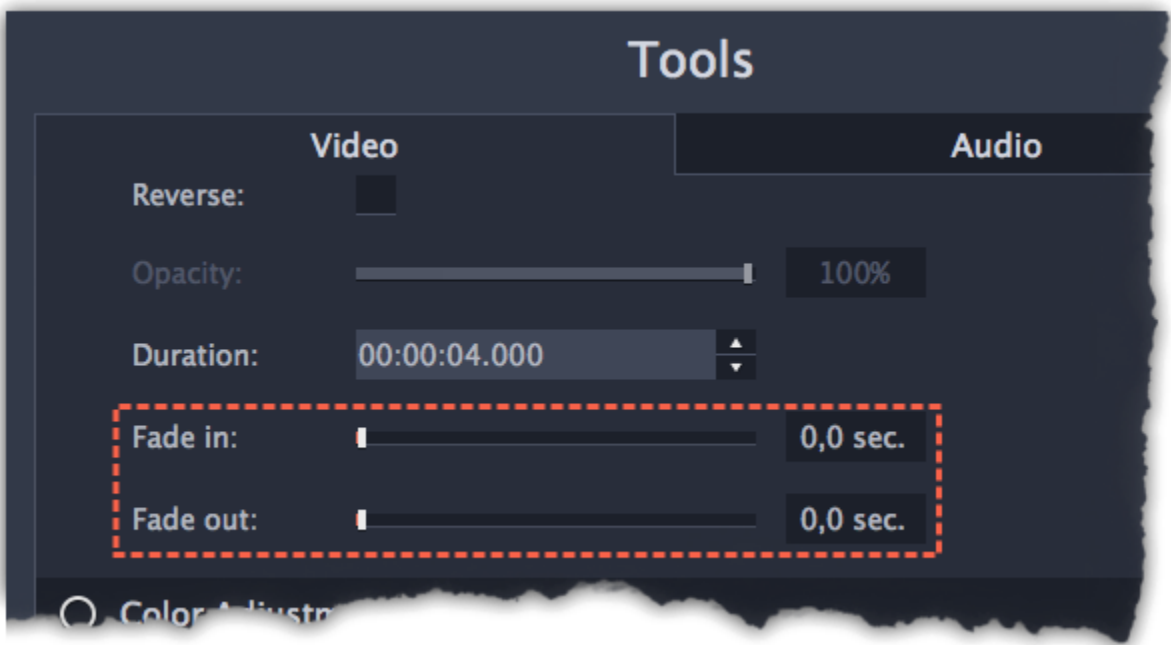 Tools
Video Audio
Reverse:
Opacity: 100%
Duration: 00:00:04.000
Fade in: 0,0 sec.
Fade out: 0,0 sec.
Color